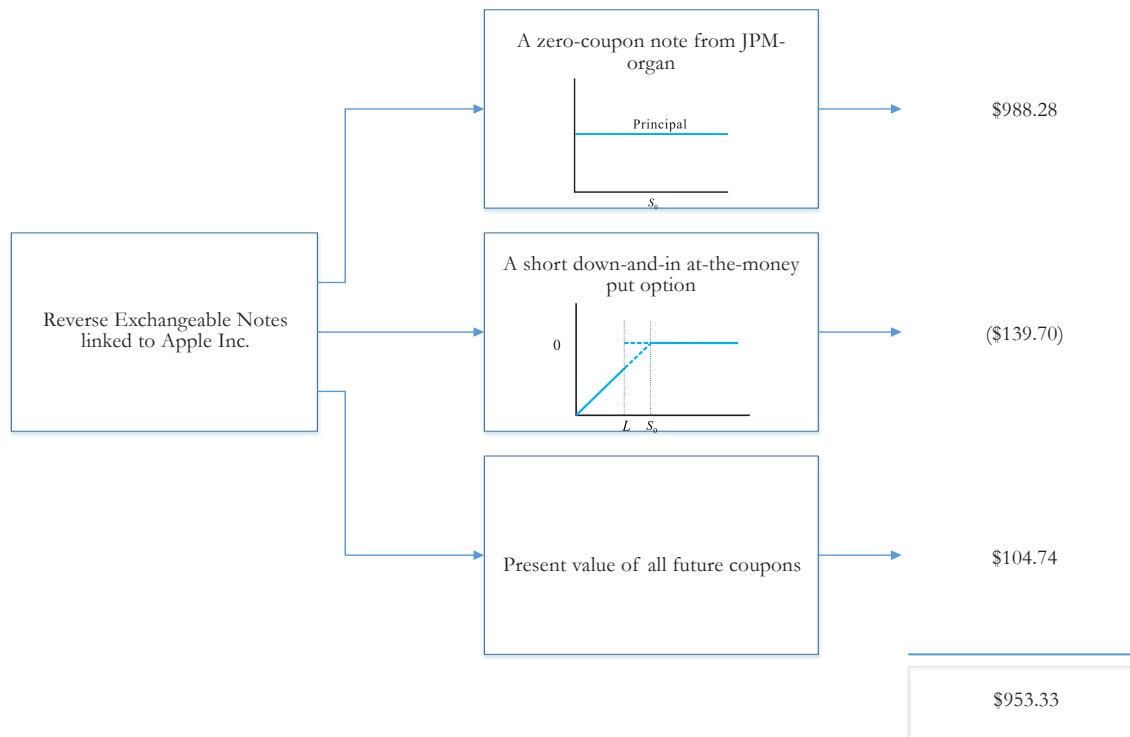 A zero-coupon note from JPM-
organ
Principal
S₀
$988.28
Reverse Exchangeable Notes
linked to Apple Inc.
A short down-and-in at-the-money
put option
0
L S₀
($139.70)
Present value of all future coupons
$104.74
$953.33